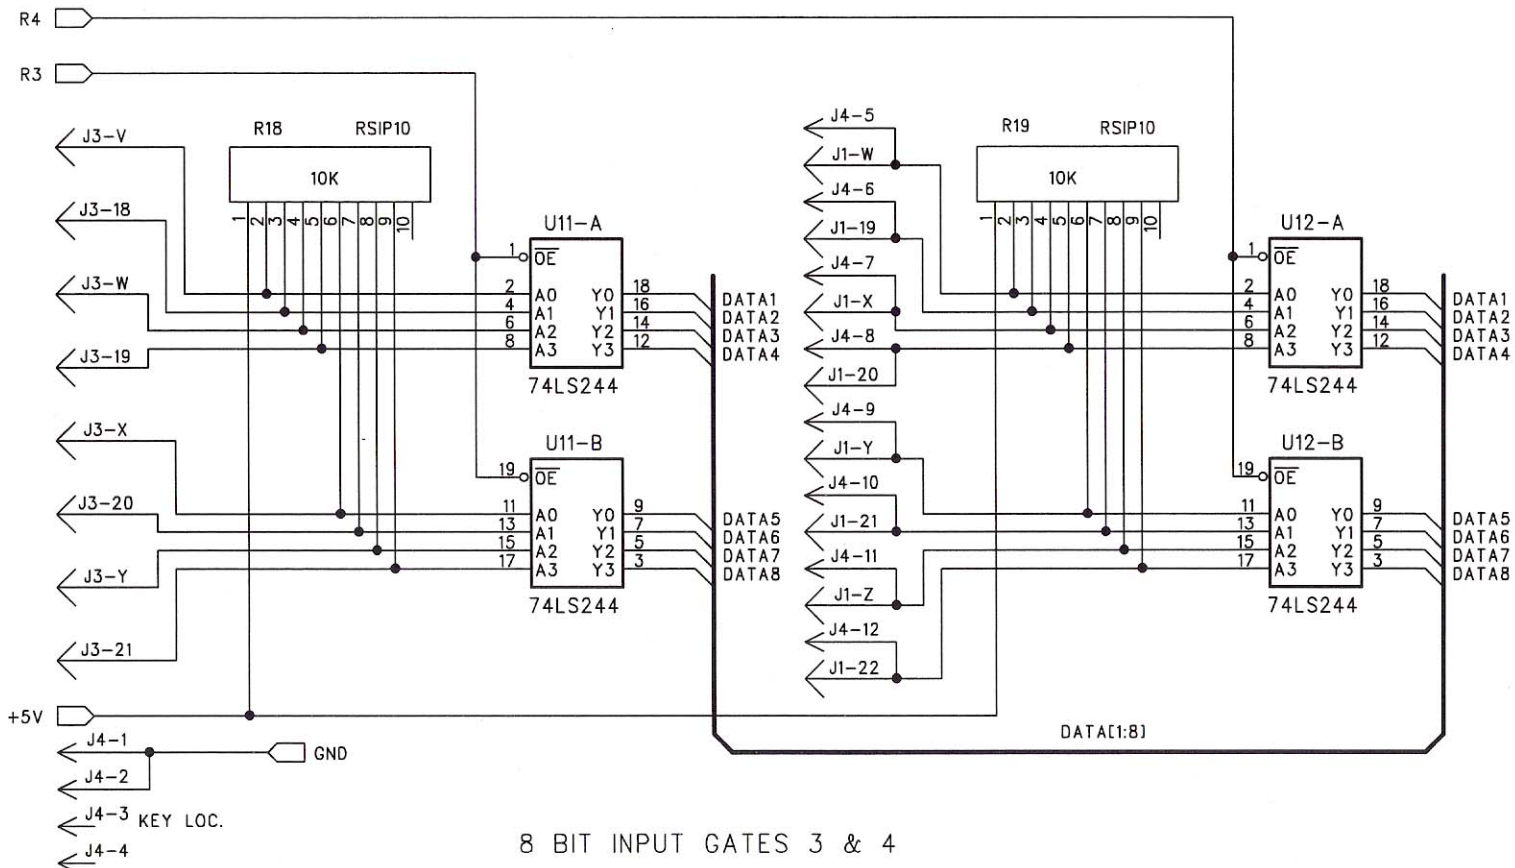 R4
R3
J3-V
J3-18
J3-W
J3-19
J3-X
J3-20
J3-Y
J3-21
+5V
J4-1
GND
J4-2
J4-3 KEY LOC.
J4-4
R18 RSIP10
10K
1 2 3 4 5 6 7 8 9 10
U11-A
1 OE
2 A0 Y0 18
4 A1 Y1 16
6 A2 Y2 14
8 A3 Y3 12
74LS244
DATA1
DATA2
DATA3
DATA4
U11-B
19 OE
11 A0 Y0 9
13 A1 Y1 7
15 A2 Y2 5
17 A3 Y3 3
74LS244
DATA5
DATA6
DATA7
DATA8
J4-5
J1-W
J4-6
J1-19
J4-7
J1-X
J4-8
J1-20
J4-9
J1-Y
J4-10
J1-21
J4-11
J1-Z
J4-12
J1-22
R19 RSIP10
10K
1 2 3 4 5 6 7 8 9 10
U12-A
1 OE
2 A0 Y0 18
4 A1 Y1 16
6 A2 Y2 14
8 A3 Y3 12
74LS244
DATA1
DATA2
DATA3
DATA4
U12-B
19 OE
11 A0 Y0 9
13 A1 Y1 7
15 A2 Y2 5
17 A3 Y3 3
74LS244
DATA5
DATA6
DATA7
DATA8
DATA[1:8]
8 BIT INPUT GATES 3 & 4